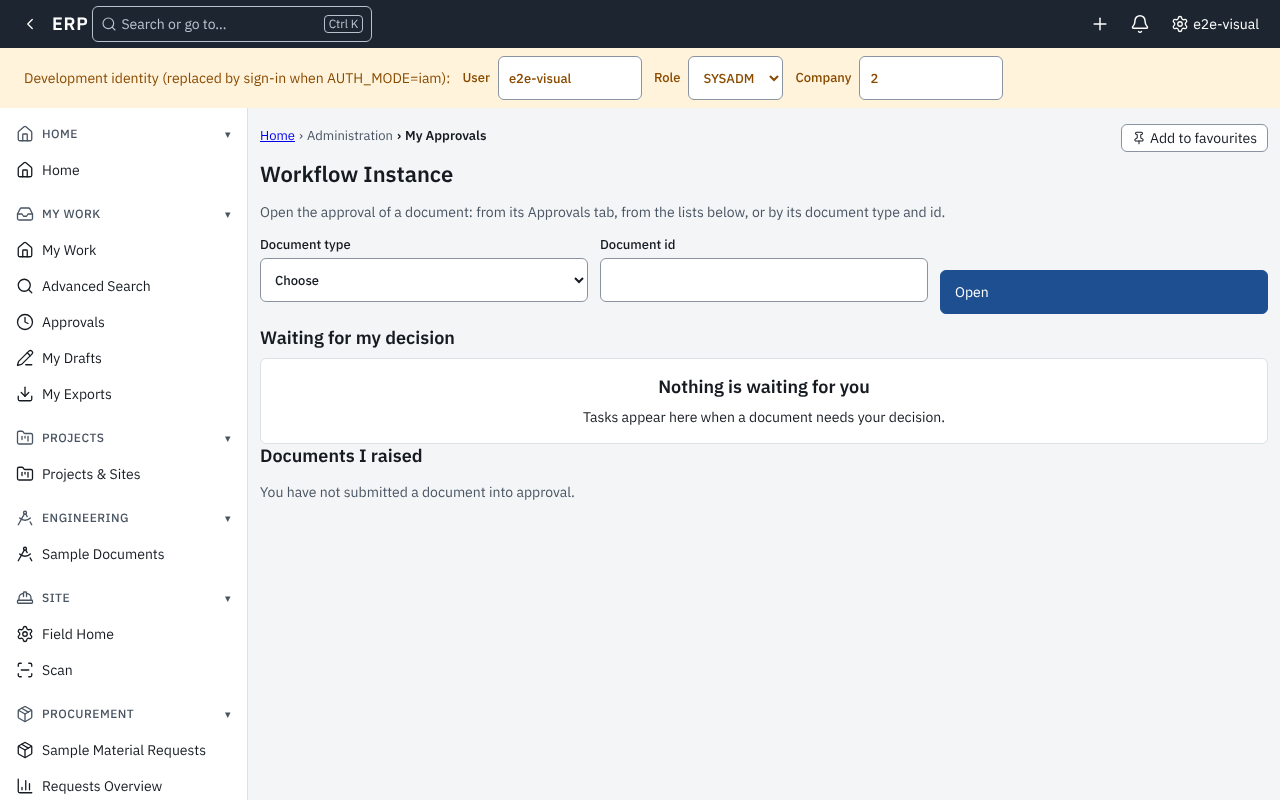 ERP
Search or go to... Ctrl K
e2e-visual
Development identity (replaced by sign-in when AUTH_MODE=iam): User e2e-visual Role SYSADM Company 2
HOME
Home
MY WORK
My Work
Advanced Search
Approvals
My Drafts
My Exports
PROJECTS
Projects & Sites
ENGINEERING
Sample Documents
SITE
Field Home
Scan
PROCUREMENT
Sample Material Requests
Requests Overview
Home › Administration › My Approvals
Add to favourites
Workflow Instance
Open the approval of a document: from its Approvals tab, from the lists below, or by its document type and id.
Document type
Choose
Document id
Open
Waiting for my decision
Nothing is waiting for you
Tasks appear here when a document needs your decision.
Documents I raised
You have not submitted a document into approval.